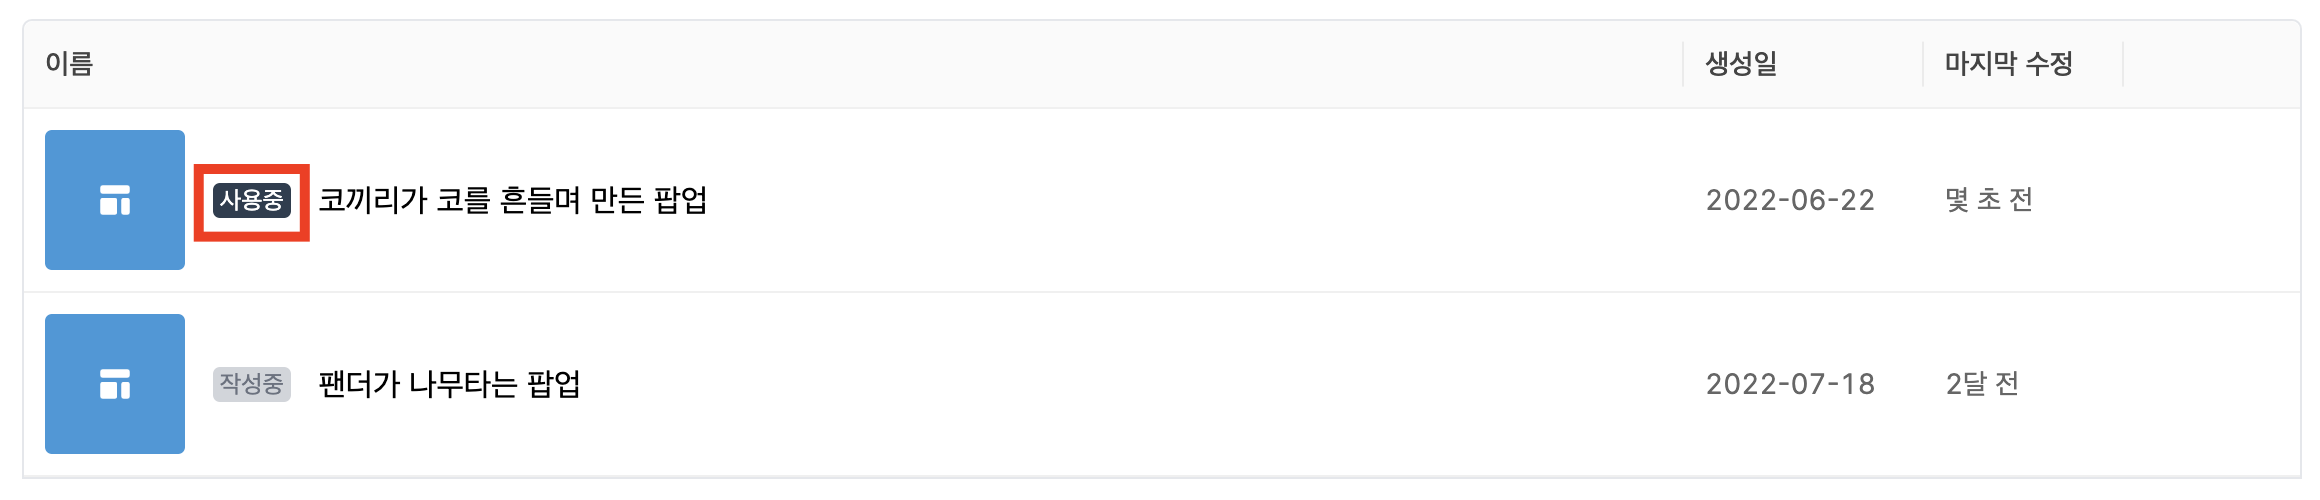 이름 생성일 마지막 수정
사용중 코끼리가 코를 흔들며 만든 팝업 2022-06-22 몇 초 전
작성중 팬더가 나무타는 팝업 2022-07-18 2달 전